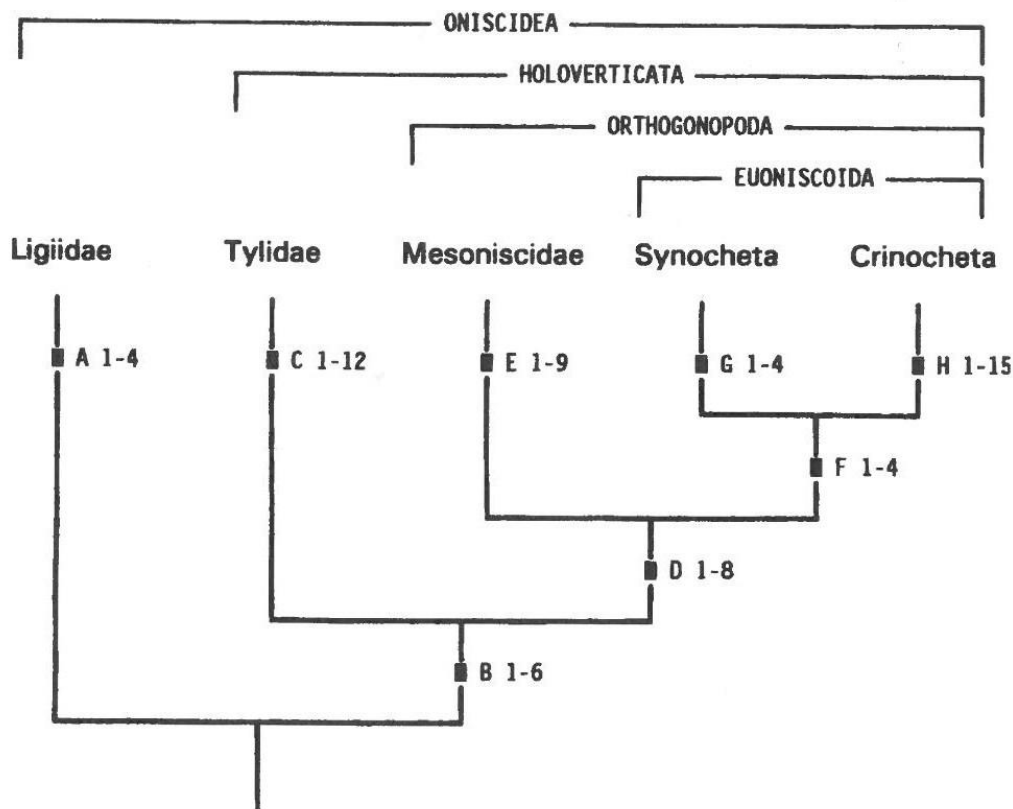 ONISCIDEA
HOLOVERTICATA
ORTHOGONOPODA
EUONISCOIDA
Ligiidae Tylidae Mesoniscidae Synocheta Crinocheta
A 1-4 C 1-12 E 1-9 G 1-4 H 1-15
F 1-4
D 1-8
B 1-6